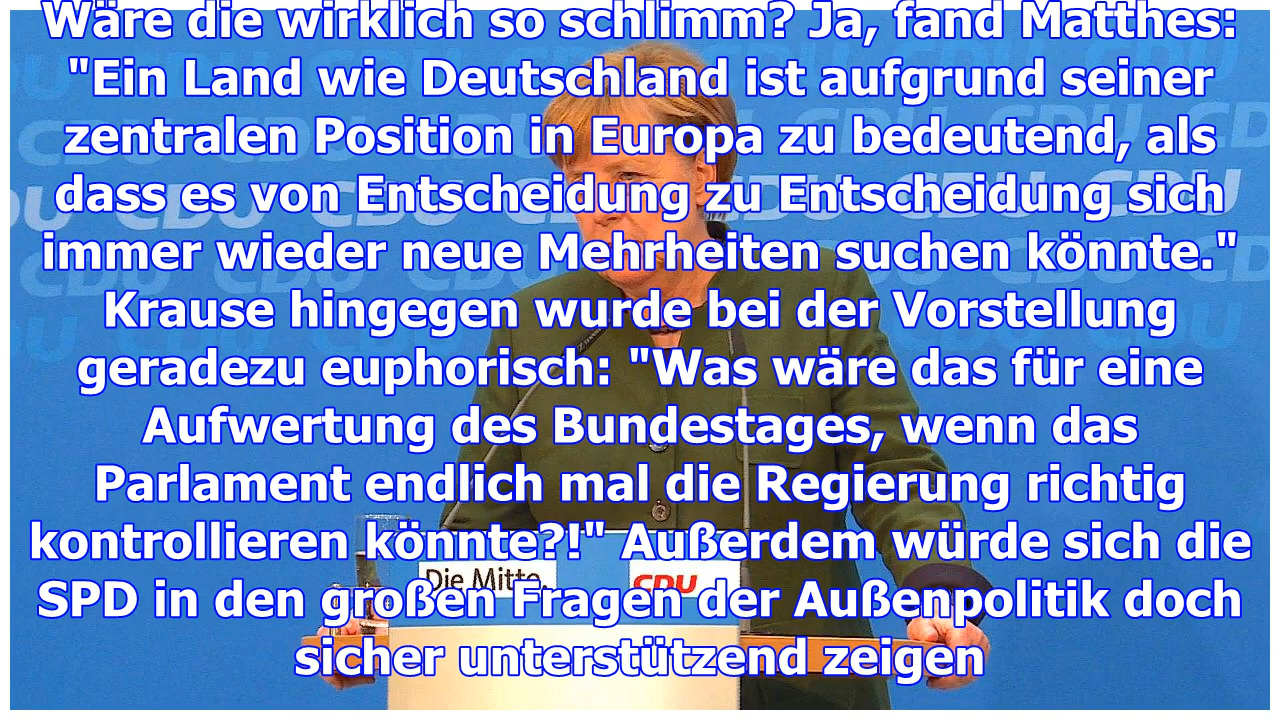 Wäre die wirklich so schlimm? Ja, fand Matthes:
"Ein Land wie Deutschland ist aufgrund seiner
zentralen Position in Europa zu bedeutend, als
dass es von Entscheidung zu Entscheidung sich
immer wieder neue Mehrheiten suchen könnte."
Krause hingegen wurde bei der Vorstellung
geradezu euphorisch: "Was wäre das für eine
Aufwertung des Bundestages, wenn das
Parlament endlich mal die Regierung richtig
kontrollieren könnte?!" Außerdem würde sich die
SPD in den großen Fragen der Außenpolitik doch
sicher unterstützend zeigen
Die Mitte. CDU